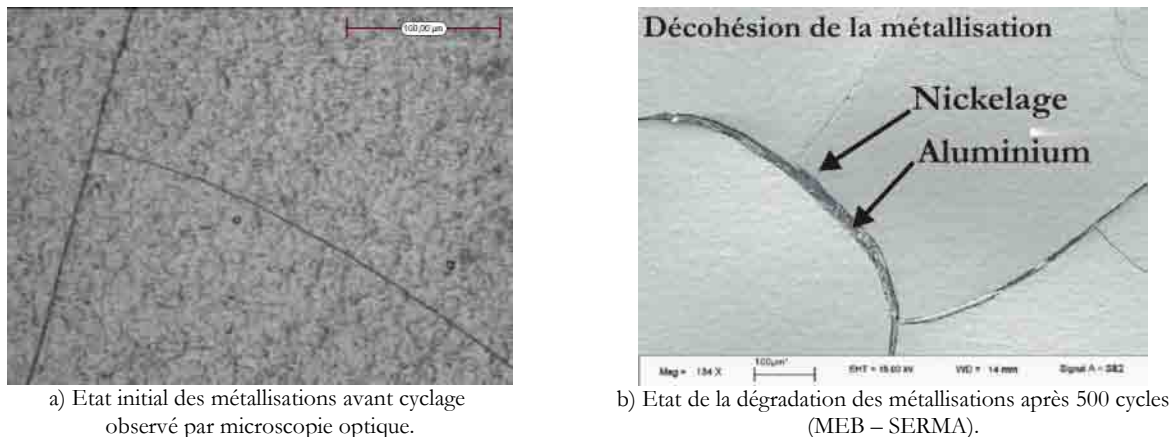 100,00 µm
Décohésion de la métallisation
Nickelage
Aluminium
Mag = 134 X
100µm
EHT = 15.00 kV
WD = 14 mm
Signal A = SE2
a) Etat initial des métallisations avant cyclage
observé par microscopie optique.
b) Etat de la dégradation des métallisations après 500 cycles
(MEB – SERMA).